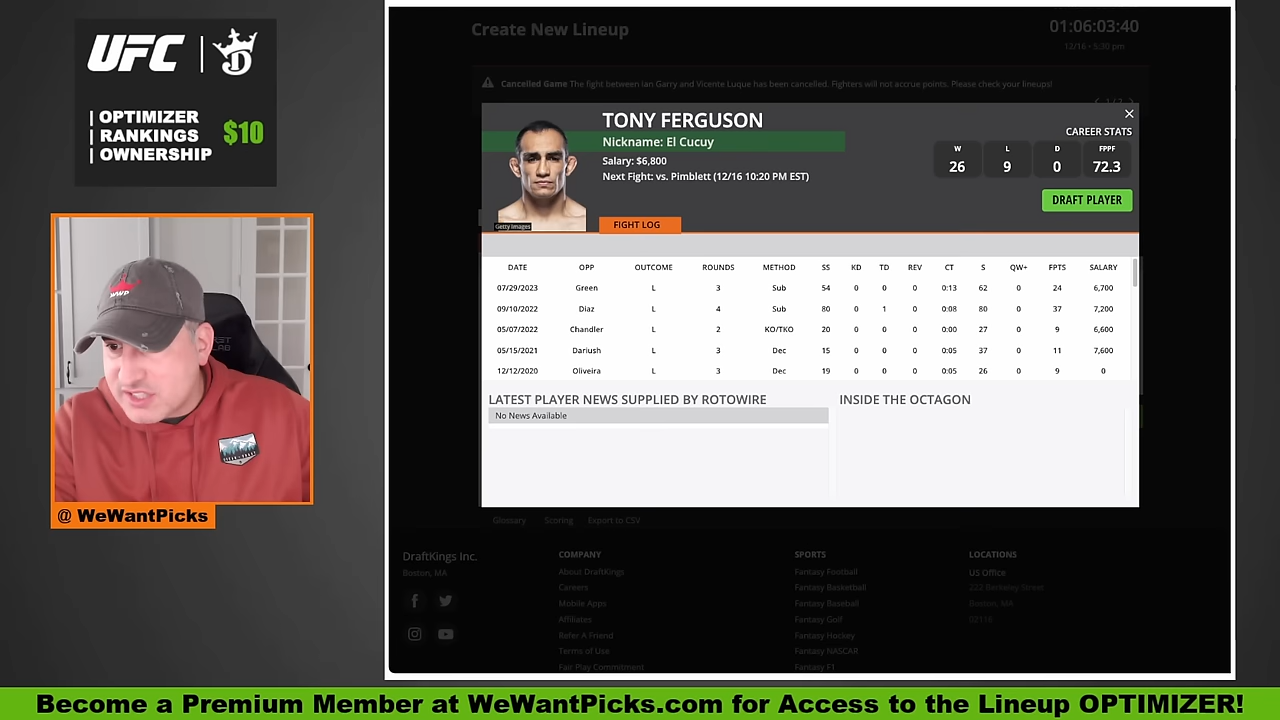 UFC
| OPTIMIZER
| RANKINGS
| OWNERSHIP
$10
@ WeWantPicks
Create New Lineup
01:06:03:40
12/16 • 5:30 pm
Cancelled Game The fight between Ian Garry and Vicente Luque has been cancelled. Fighters will not accrue points. Please check your lineups!
TONY FERGUSON
Nickname: El Cucuy
Salary: $6,800
Next Fight: vs. Pimblett (12/16 10:20 PM EST)
Getty Images
CAREER STATS
W L D FPPF
26 9 0 72.3
DRAFT PLAYER
FIGHT LOG
DATE OPP OUTCOME ROUNDS METHOD SS KD TD REV CT S QW+ FPTS SALARY
07/29/2023 Green L 3 Sub 54 0 0 0 0:13 62 0 24 6,700
09/10/2022 Diaz L 4 Sub 80 0 1 0 0:08 80 0 37 7,200
05/07/2022 Chandler L 2 KO/TKO 20 0 0 0 0:00 27 0 9 6,600
05/15/2021 Dariush L 3 Dec 15 0 0 0 0:05 37 0 11 7,600
12/12/2020 Oliveira L 3 Dec 19 0 0 0 0:05 26 0 9 0
LATEST PLAYER NEWS SUPPLIED BY ROTOWIRE
No News Available
INSIDE THE OCTAGON
Glossary Scoring Export to CSV
DraftKings Inc.
Boston, MA
COMPANY
About DraftKings
Careers
Mobile Apps
Affiliates
Refer A Friend
Terms of Use
Fair Play Commitment
SPORTS
Fantasy Football
Fantasy Basketball
Fantasy Baseball
Fantasy Golf
Fantasy Hockey
Fantasy NASCAR
Fantasy F1
LOCATIONS
US Office
222 Berkeley Street
Boston, MA
02116
Become a Premium Member at WeWantPicks.com for Access to the Lineup OPTIMIZER!